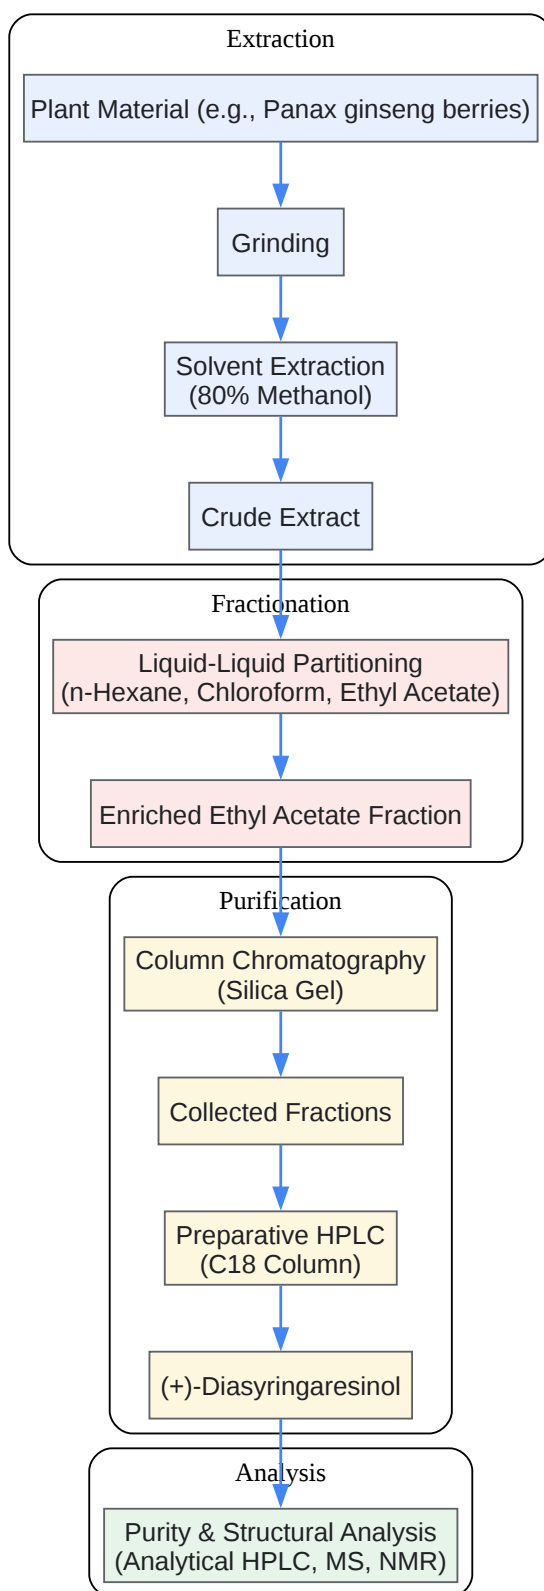 Extraction
Plant Material (e.g., Panax ginseng berries)
Grinding
Solvent Extraction
(80% Methanol)
Crude Extract
Fractionation
Liquid-Liquid Partitioning
(n-Hexane, Chloroform, Ethyl Acetate)
Enriched Ethyl Acetate Fraction
Purification
Column Chromatography
(Silica Gel)
Collected Fractions
Preparative HPLC
(C18 Column)
(+)-Diasyringaresinol
Analysis
Purity & Structural Analysis
(Analytical HPLC, MS, NMR)